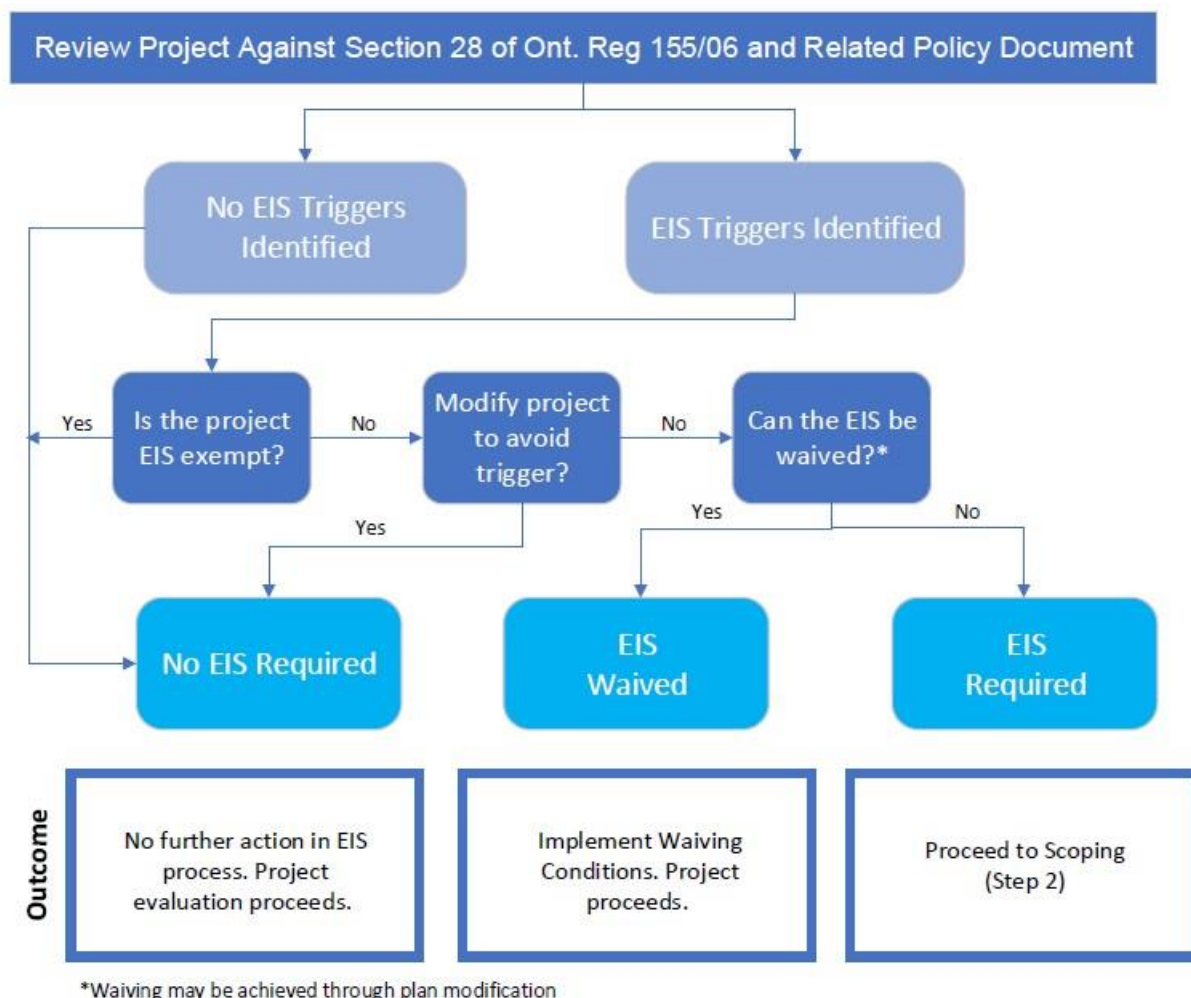 Review Project Against Section 28 of Ont. Reg 155/06 and Related Policy Document
No EIS Triggers
Identified
EIS Triggers Identified
Yes
Is the project
EIS exempt?
No
Modify project
to avoid
trigger?
No
Can the EIS be
waived?*
Yes
Yes
No
No EIS Required
EIS
Waived
EIS
Required
Outcome
No further action in EIS
process. Project
evaluation proceeds.
Implement Waiving
Conditions. Project
proceeds.
Proceed to Scoping
(Step 2)
*Waiving may be achieved through plan modification